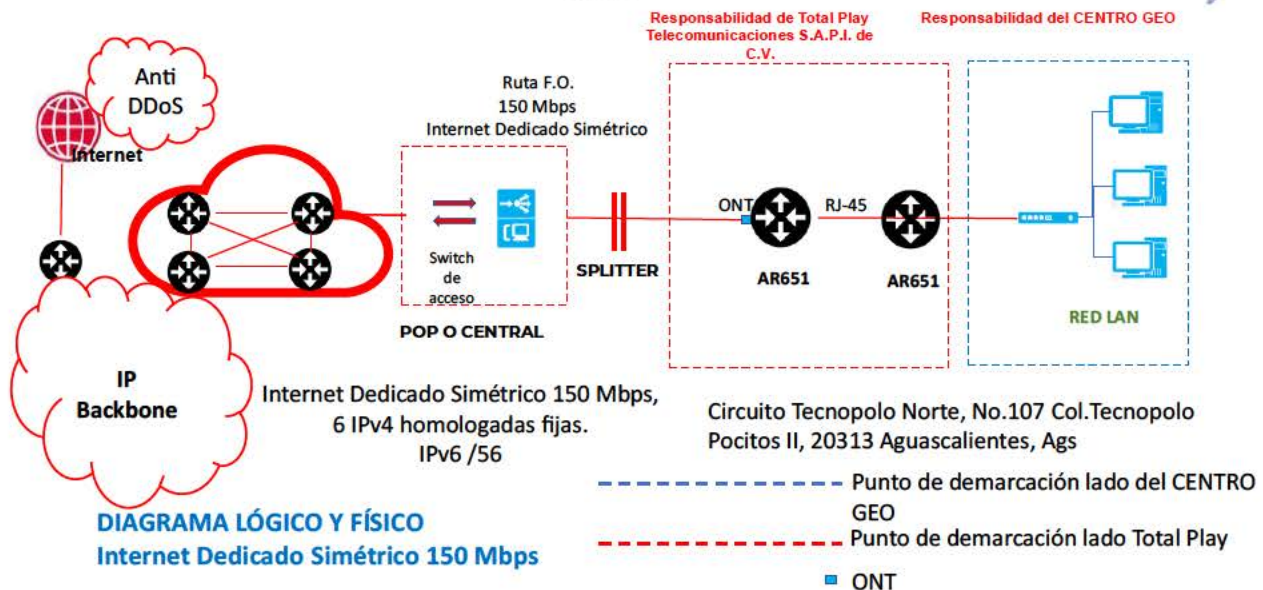 Responsabilidad de Total Play
Telecomunicaciones S.A.P.I. de
C.V.
Responsabilidad del CENTRO GEO
Anti
DDoS
Internet
Ruta F.O.
150 Mbps
Internet Dedicado Simétrico
Switch
de
acceso
POP O CENTRAL
SPLITTER
ONT
RJ-45
AR651
AR651
RED LAN
IP
Backbone
Internet Dedicado Simétrico 150 Mbps,
6 IPv4 homologadas fijas.
IPv6 /56
Circuito Tecnopolo Norte, No.107 Col.Tecnopolo
Pocitos II, 20313 Aguascalientes, Ags
Punto de demarcación lado del CENTRO
GEO
Punto de demarcación lado Total Play
ONT
DIAGRAMA LÓGICO Y FÍSICO
Internet Dedicado Simétrico 150 Mbps